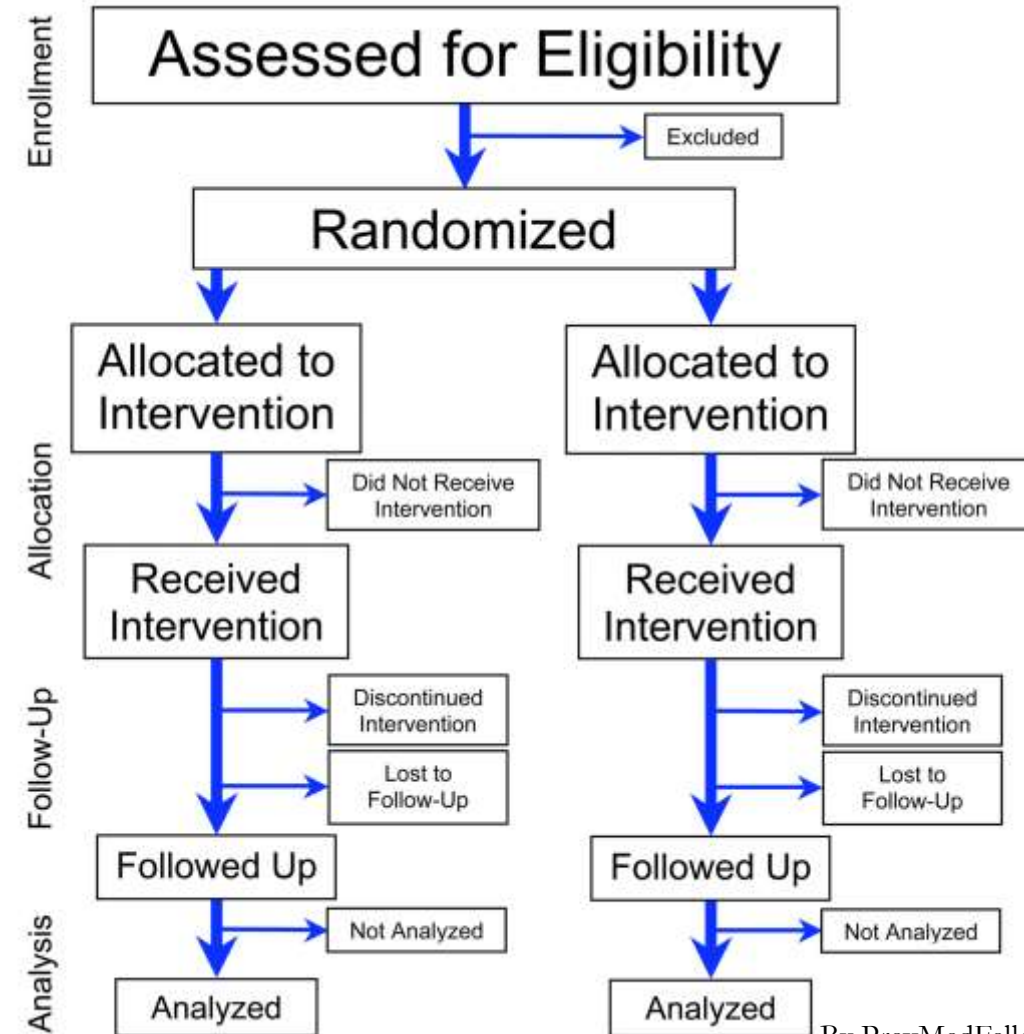 Enrollment
Assessed for Eligibility
Excluded
Randomized
Allocated to
Intervention
Allocated to
Intervention
Allocation
Did Not Receive
Intervention
Did Not Receive
Intervention
Received
Intervention
Received
Intervention
Follow-Up
Discontinued
Intervention
Discontinued
Intervention
Lost to
Follow-Up
Lost to
Follow-Up
Followed Up
Followed Up
Analysis
Not Analyzed
Not Analyzed
Analyzed
Analyzed